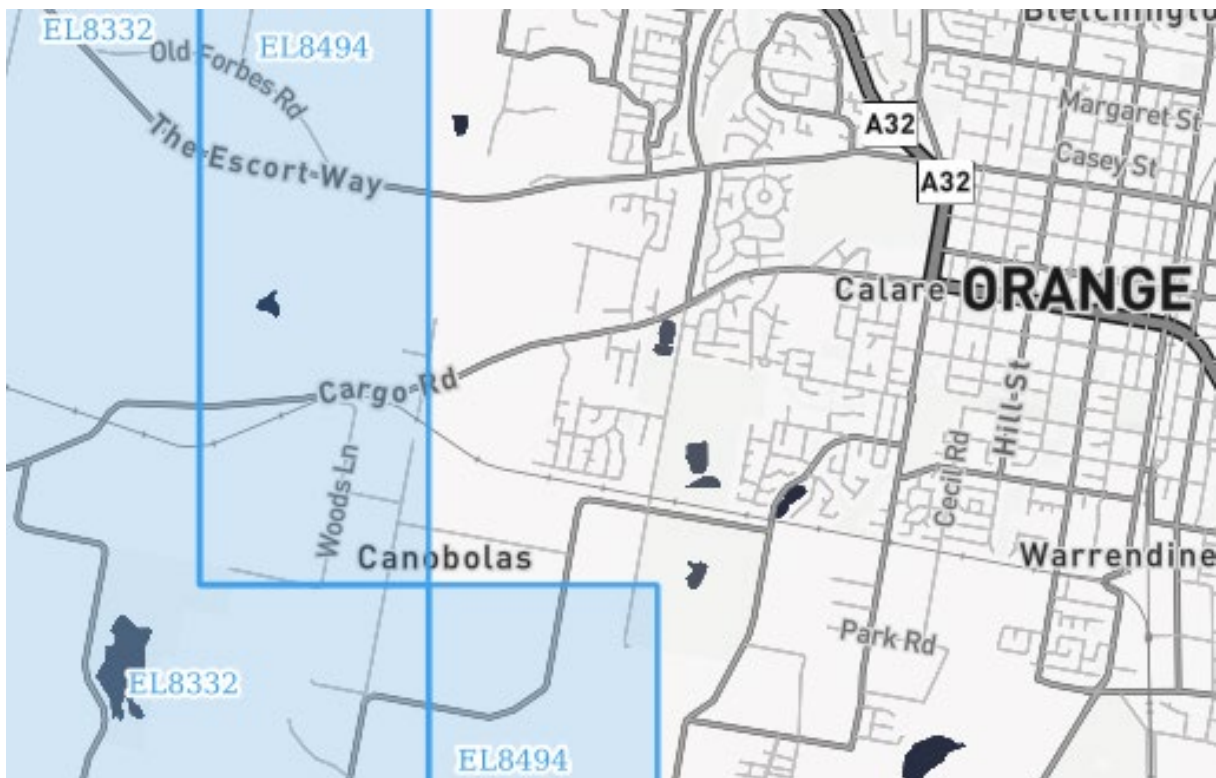 Bletchington
EL8332
EL8494
Old Forbes Rd
Margaret St
A32
Casey St
The-Escort-Way
A32
Calare
ORANGE
Cargo-Rd
Hill-St
Cecil Rd
Woods Ln
Canobolas
Warrendine
Park Rd
EL8332
EL8494